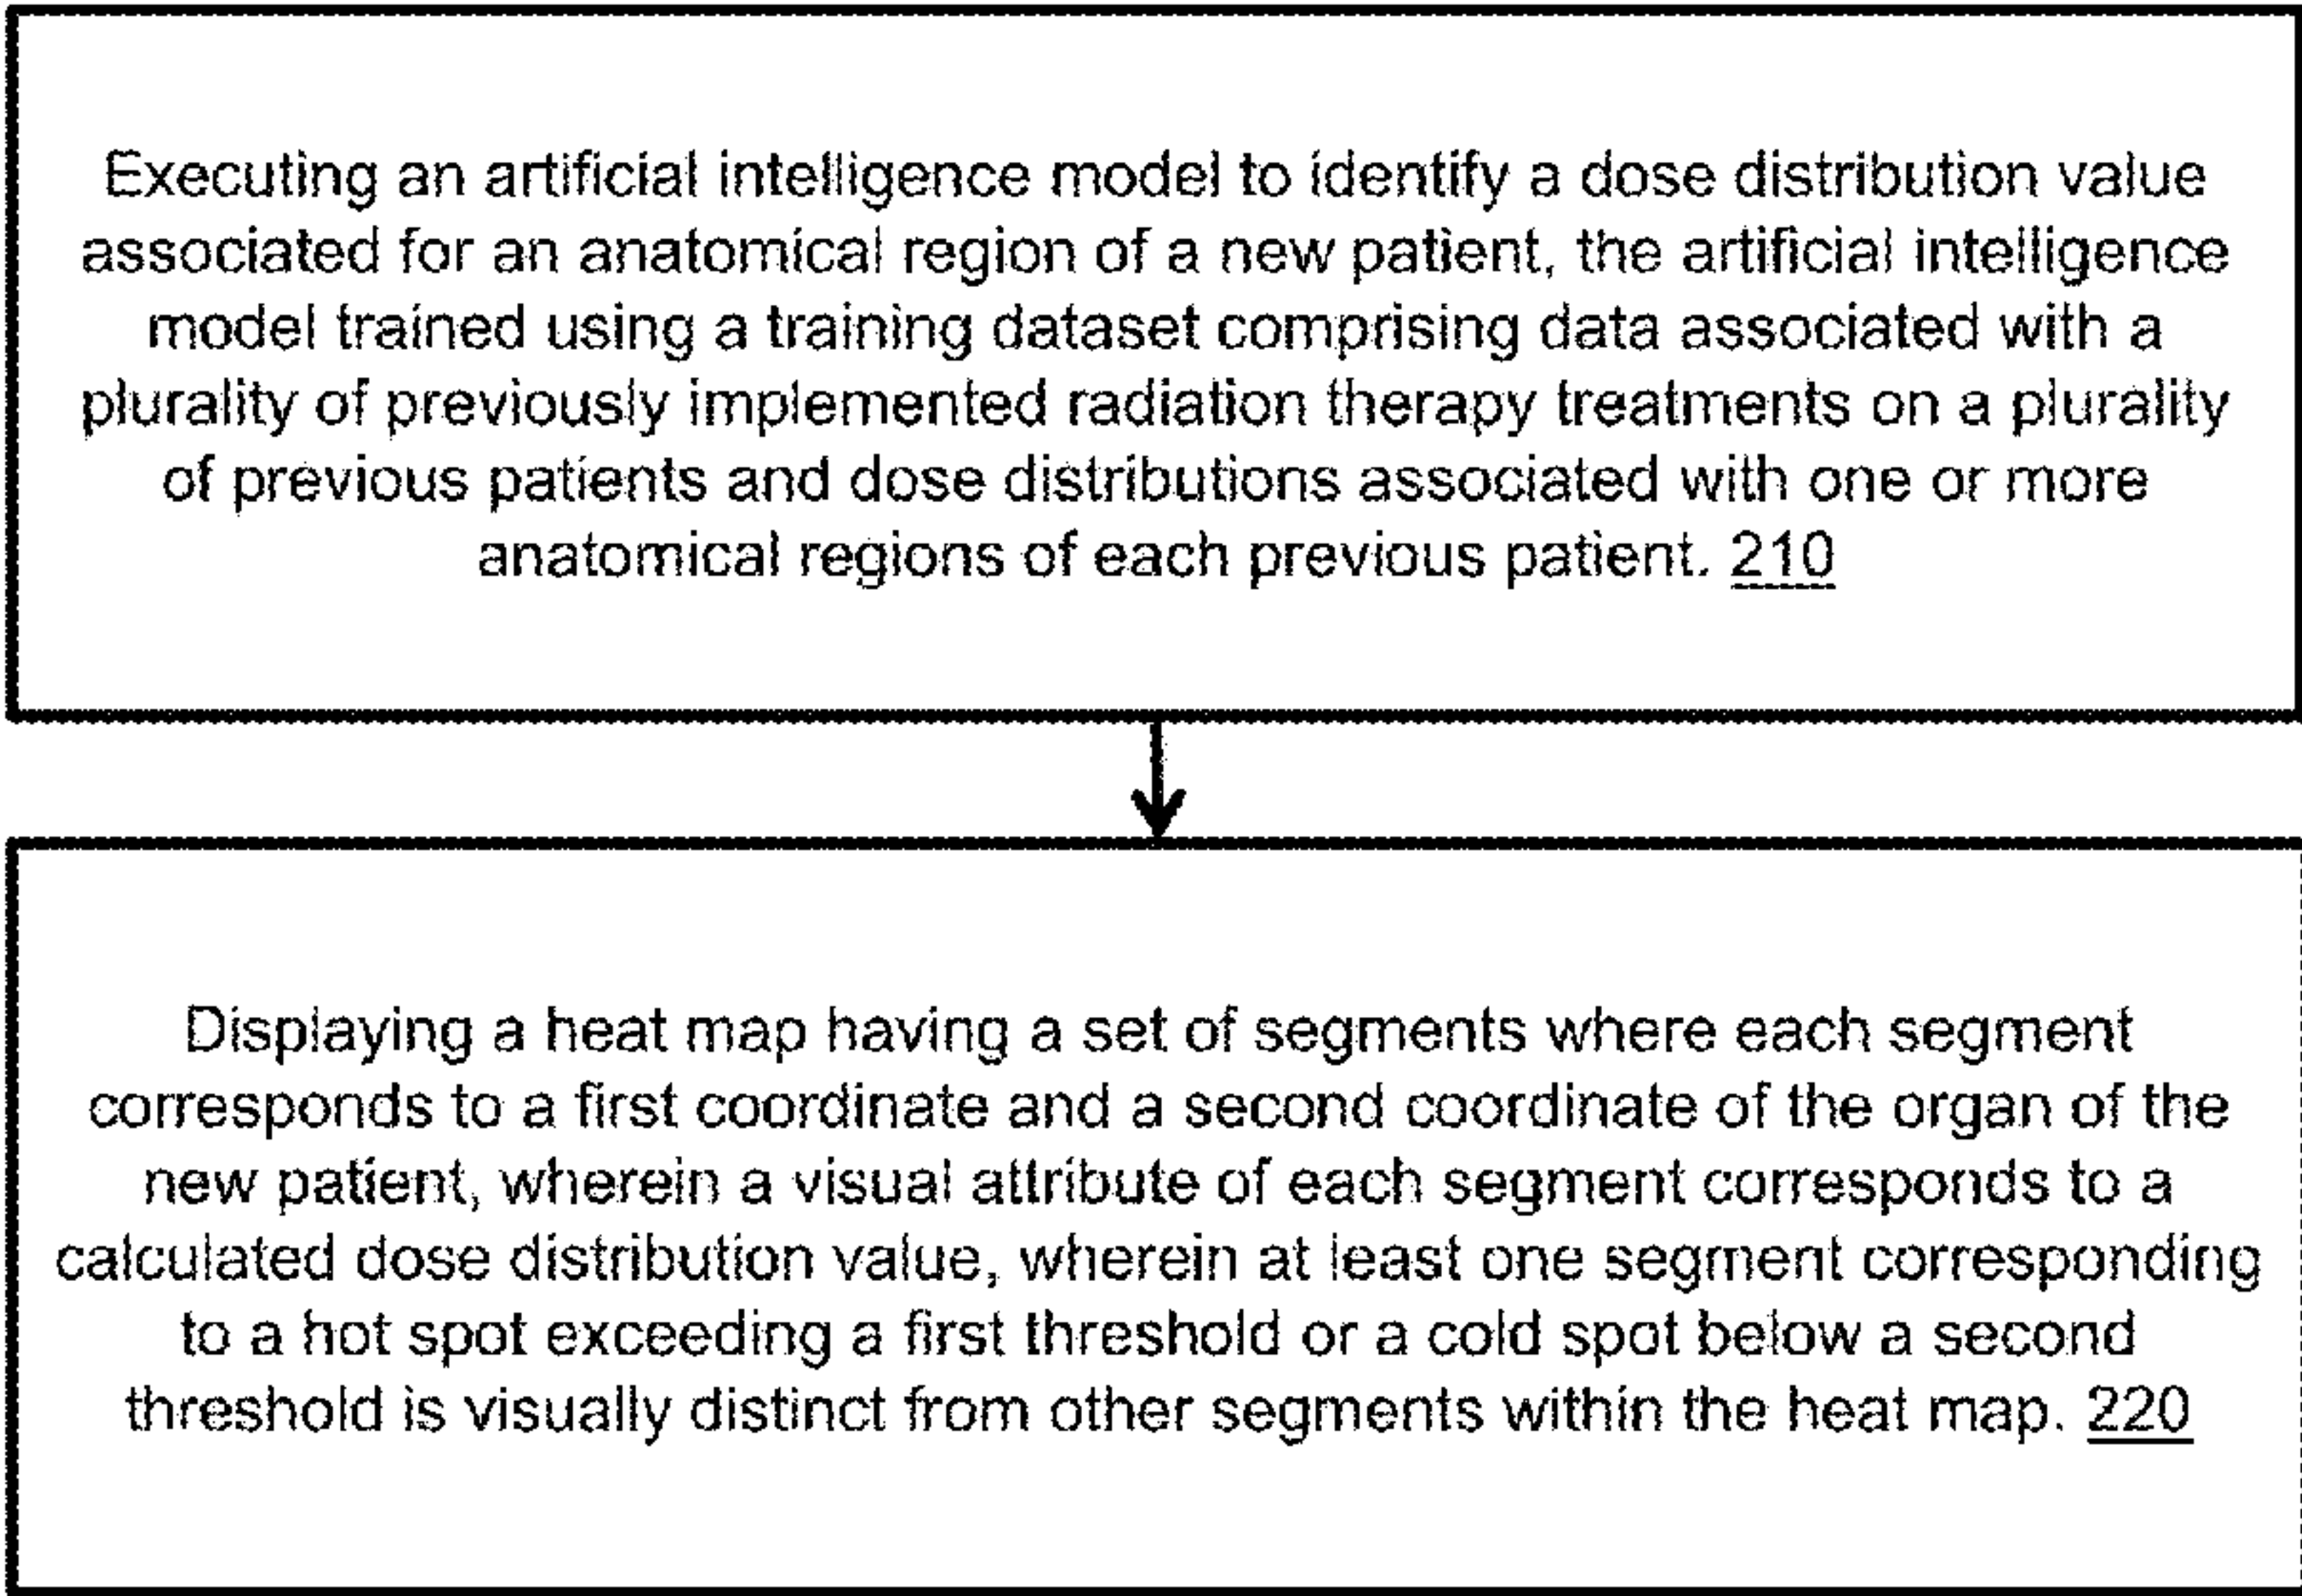 Executing an artificial intelligence model to identify a dose distribution value
associated for an anatomical region of a new patient, the artificial intelligence
model trained using a training dataset comprising data associated with a
plurality of previously implemented radiation therapy treatments on a plurality
of previous patients and dose distributions associated with one or more
anatomical regions of each previous patient. 210
Displaying a heat map having a set of segments where each segment
corresponds to a first coordinate and a second coordinate of the organ of the
new patient, wherein a visual attribute of each segment corresponds to a
calculated dose distribution value, wherein at least one segment corresponding
to a hot spot exceeding a first threshold or a cold spot below a second
threshold is visually distinct from other segments within the heat map. 220